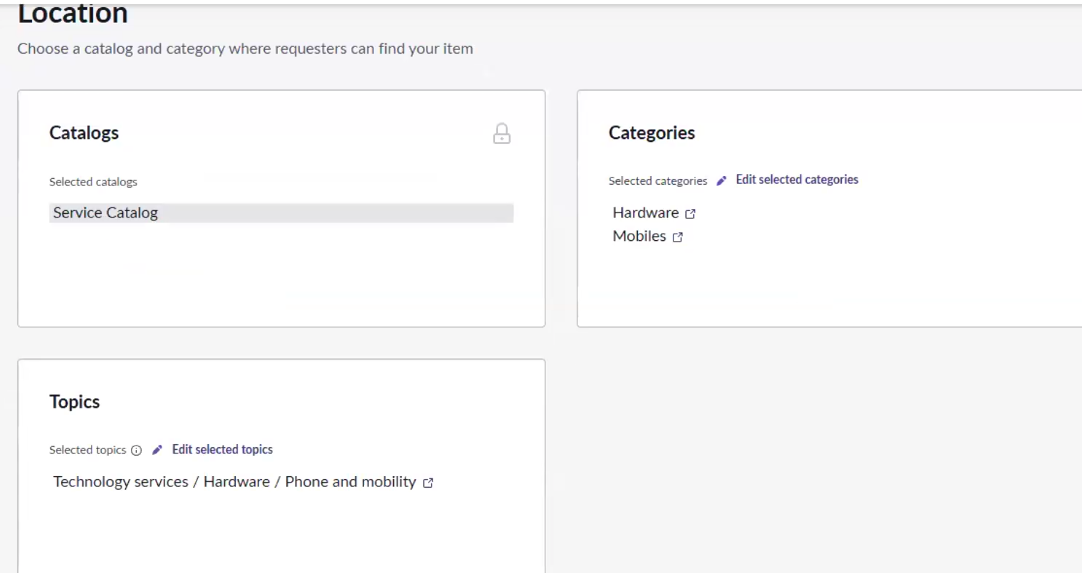 Location
Choose a catalog and category where requesters can find your item
Catalogs
Selected catalogs
Service Catalog
Categories
Selected categories Edit selected categories
Hardware
Mobiles
Topics
Selected topics Edit selected topics
Technology services / Hardware / Phone and mobility